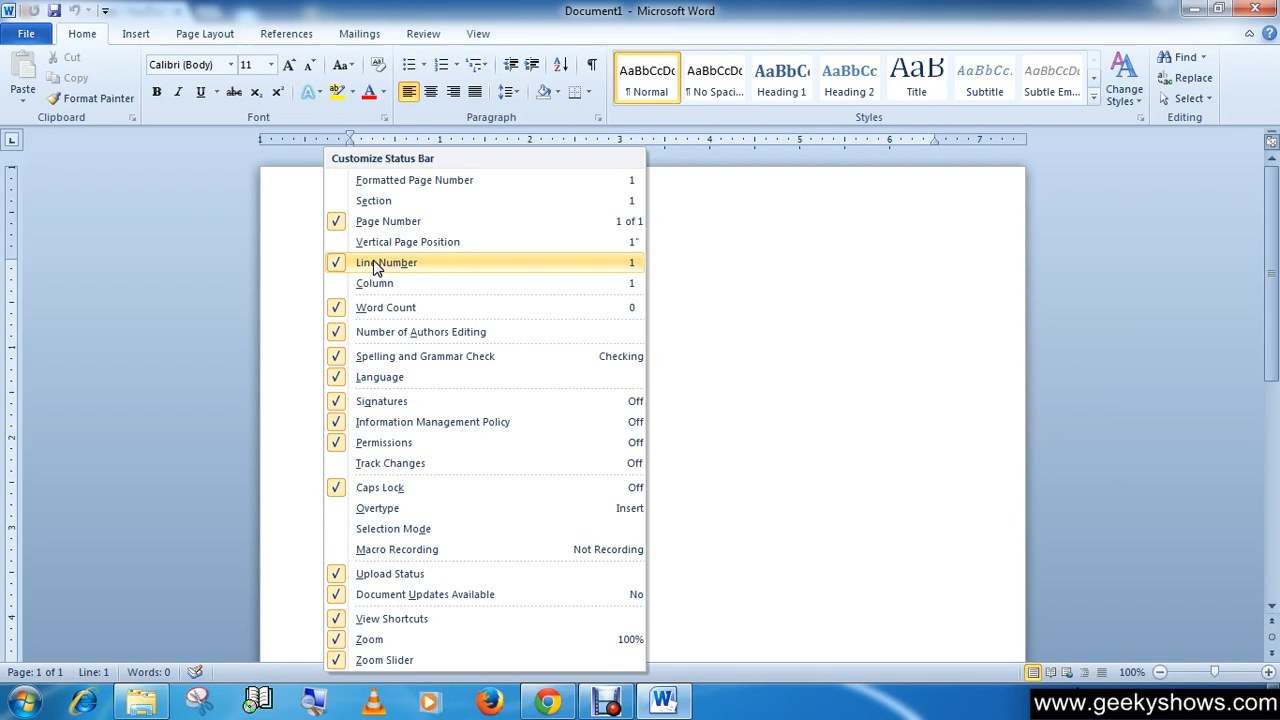 Document1 - Microsoft Word
File Home Insert Page Layout References Mailings Review View
Cut
Copy
Paste
Format Painter
Clipboard
Calibri (Body) 11
Font
Paragraph
AaBbCcDc AaBbCcDc AaBbC AaBbCc AaB AaBbCc. AaBbCcDc
¶ Normal ¶ No Spaci... Heading 1 Heading 2 Title Subtitle Subtle Em...
Change
Styles
Styles
Find
Replace
Select
Editing
Customize Status Bar
Formatted Page Number 1
Section 1
Page Number 1 of 1
Vertical Page Position 1"
Line Number 1
Column 1
Word Count 0
Number of Authors Editing
Spelling and Grammar Check Checking
Language
Signatures Off
Information Management Policy Off
Permissions Off
Track Changes Off
Caps Lock Off
Overtype Insert
Selection Mode
Macro Recording Not Recording
Upload Status
Document Updates Available No
View Shortcuts
Zoom 100%
Zoom Slider
Page: 1 of 1 Line: 1 Words: 0 100%
www.geekyshows.com